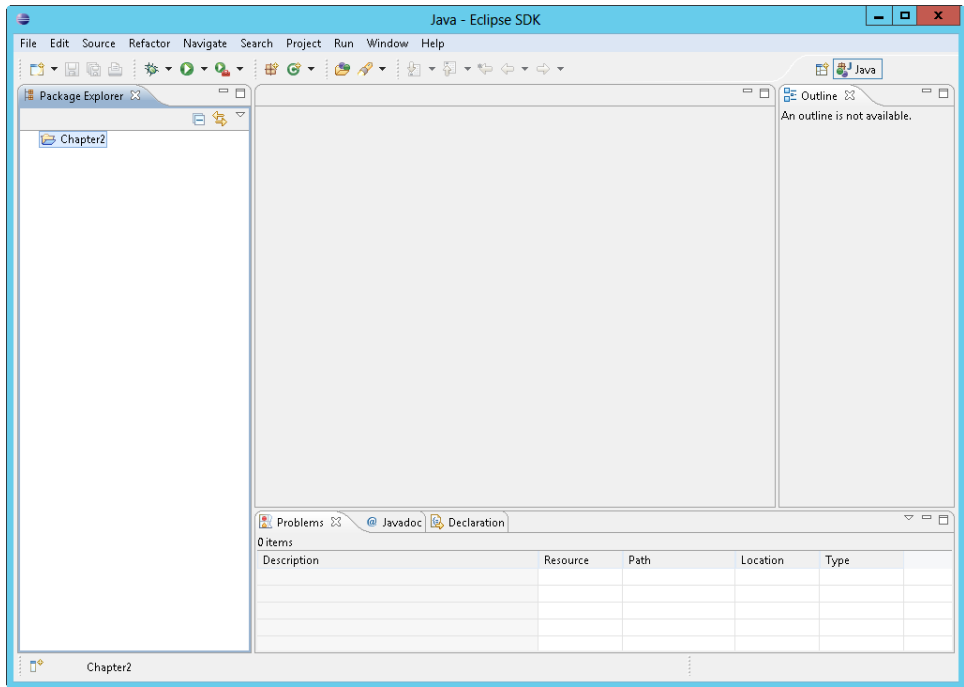 Java - Eclipse SDK
File Edit Source Refactor Navigate Search Project Run Window Help
Java
Package Explorer
Outline
An outline is not available.
Chapter2
Problems @ Javadoc Declaration
0 items
Description Resource Path Location Type
Chapter2